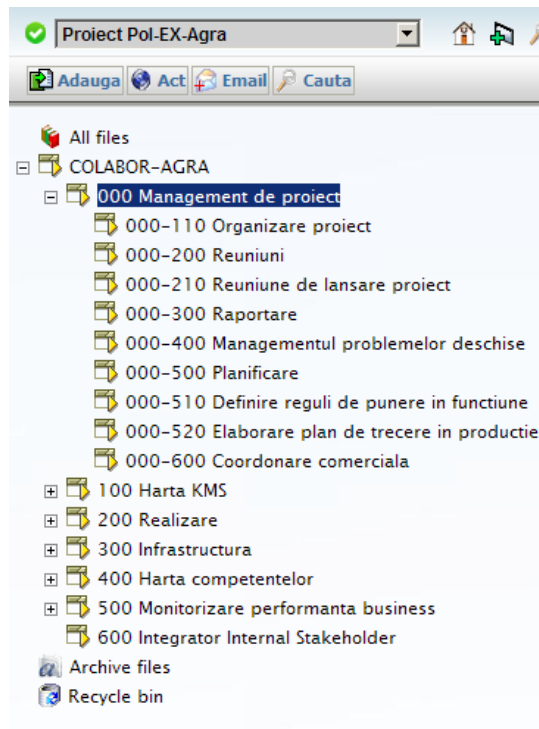 Proiect Pol-EX-Agra
Adauga Act Email Cauta
All files
COLABOR-AGRA
000 Management de proiect
000-110 Organizare proiect
000-200 Reuniuni
000-210 Reuniune de lansare proiect
000-300 Raportare
000-400 Managementul problemelor deschise
000-500 Planificare
000-510 Definire reguli de punere in functiune
000-520 Elaborare plan de trecere in productie
000-600 Coordonare comerciala
100 Harta KMS
200 Realizare
300 Infrastructura
400 Harta competentelor
500 Monitorizare performanta business
600 Integrator Internal Stakeholder
Archive files
Recycle bin